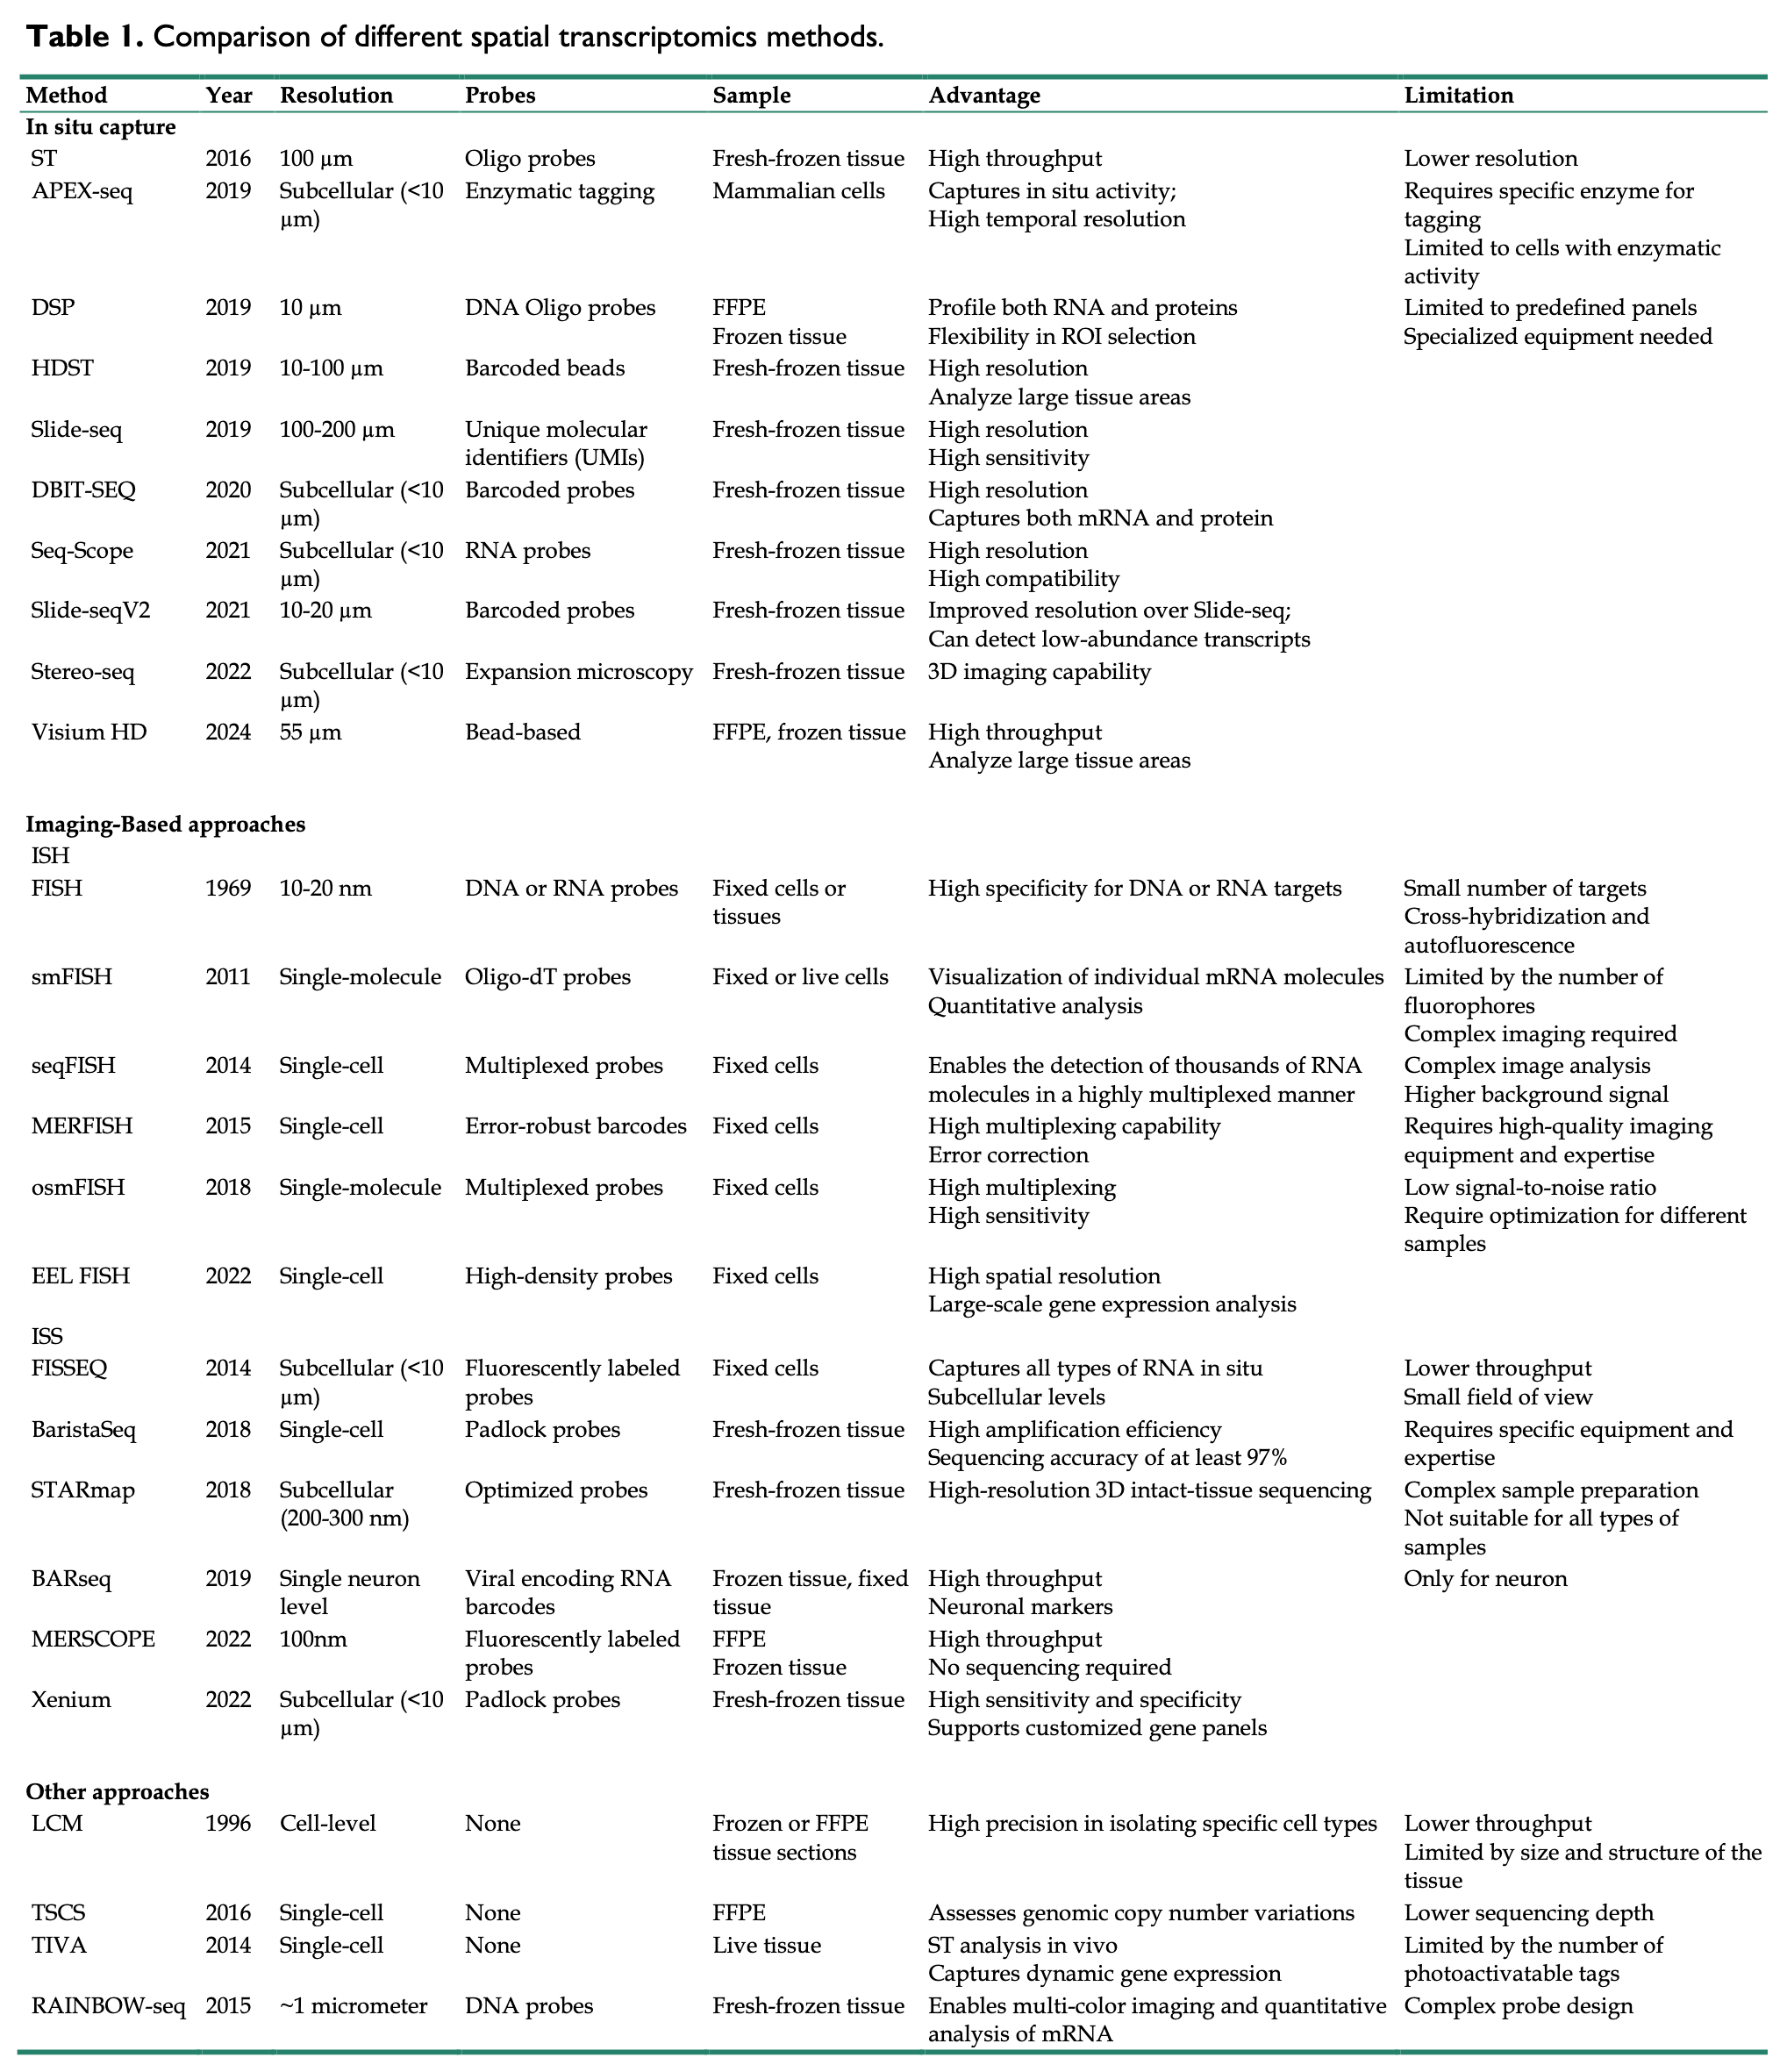 Table 1. Comparison of different spatial transcriptomics methods.
Method Year Resolution Probes Sample Advantage Limitation
In situ capture
ST 2016 100 µm Oligo probes Fresh-frozen tissue High throughput Lower resolution
APEX-seq 2019 Subcellular (<10 Enzymatic tagging Mammalian cells Captures in situ activity; Requires specific enzyme for
µm) High temporal resolution tagging
Limited to cells with enzymatic
activity
DSP 2019 10 µm DNA Oligo probes FFPE Profile both RNA and proteins Limited to predefined panels
Frozen tissue Flexibility in ROI selection Specialized equipment needed
HDST 2019 10-100 µm Barcoded beads Fresh-frozen tissue High resolution
Analyze large tissue areas
Slide-seq 2019 100-200 µm Unique molecular Fresh-frozen tissue High resolution
identifiers (UMIs) High sensitivity
DBIT-SEQ 2020 Subcellular (<10 Barcoded probes Fresh-frozen tissue High resolution
µm) Captures both mRNA and protein
Seq-Scope 2021 Subcellular (<10 RNA probes Fresh-frozen tissue High resolution
µm) High compatibility
Slide-seqV2 2021 10-20 µm Barcoded probes Fresh-frozen tissue Improved resolution over Slide-seq;
Can detect low-abundance transcripts
Stereo-seq 2022 Subcellular (<10 Expansion microscopy Fresh-frozen tissue 3D imaging capability
µm)
Visium HD 2024 55 µm Bead-based FFPE, frozen tissue High throughput
Analyze large tissue areas
Imaging-Based approaches
ISH
FISH 1969 10-20 nm DNA or RNA probes Fixed cells or High specificity for DNA or RNA targets Small number of targets
tissues Cross-hybridization and
autofluorescence
smFISH 2011 Single-molecule Oligo-dT probes Fixed or live cells Visualization of individual mRNA molecules Limited by the number of
Quantitative analysis fluorophores
Complex imaging required
seqFISH 2014 Single-cell Multiplexed probes Fixed cells Enables the detection of thousands of RNA Complex image analysis
molecules in a highly multiplexed manner Higher background signal
MERFISH 2015 Single-cell Error-robust barcodes Fixed cells High multiplexing capability Requires high-quality imaging
Error correction equipment and expertise
osmFISH 2018 Single-molecule Multiplexed probes Fixed cells High multiplexing Low signal-to-noise ratio
High sensitivity Require optimization for different
samples
EEL FISH 2022 Single-cell High-density probes Fixed cells High spatial resolution
Large-scale gene expression analysis
ISS
FISSEQ 2014 Subcellular (<10 Fluorescently labeled Fixed cells Captures all types of RNA in situ Lower throughput
µm) probes Subcellular levels Small field of view
BaristaSeq 2018 Single-cell Padlock probes Fresh-frozen tissue High amplification efficiency Requires specific equipment and
Sequencing accuracy of at least 97% expertise
STARmap 2018 Subcellular Optimized probes Fresh-frozen tissue High-resolution 3D intact-tissue sequencing Complex sample preparation
(200-300 nm) Not suitable for all types of
samples
BARseq 2019 Single neuron Viral encoding RNA Frozen tissue, fixed High throughput Only for neuron
level barcodes tissue Neuronal markers
MERSCOPE 2022 100nm Fluorescently labeled FFPE High throughput
probes Frozen tissue No sequencing required
Xenium 2022 Subcellular (<10 Padlock probes Fresh-frozen tissue High sensitivity and specificity
µm) Supports customized gene panels
Other approaches
LCM 1996 Cell-level None Frozen or FFPE High precision in isolating specific cell types Lower throughput
tissue sections Limited by size and structure of the
tissue
TSCS 2016 Single-cell None FFPE Assesses genomic copy number variations Lower sequencing depth
TIVA 2014 Single-cell None Live tissue ST analysis in vivo Limited by the number of
Captures dynamic gene expression photoactivatable tags
RAINBOW-seq 2015 ~1 micrometer DNA probes Fresh-frozen tissue Enables multi-color imaging and quantitative Complex probe design
analysis of mRNA